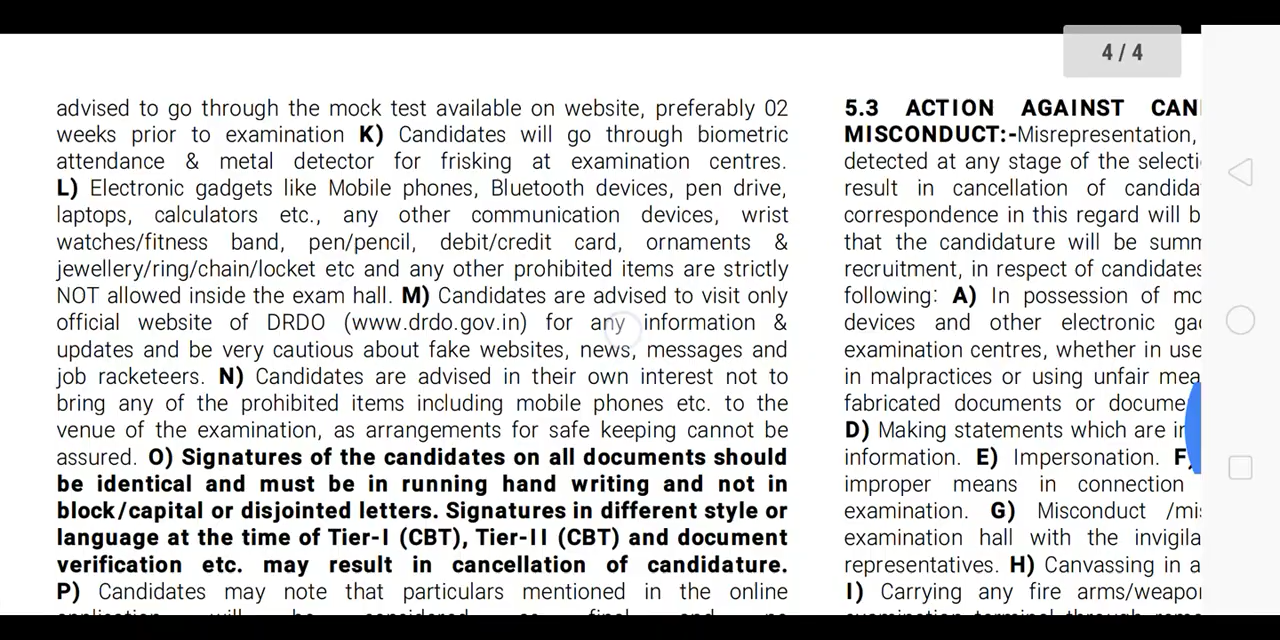 4 / 4
advised to go through the mock test available on website, preferably 02
weeks prior to examination K) Candidates will go through biometric
attendance & metal detector for frisking at examination centres.
L) Electronic gadgets like Mobile phones, Bluetooth devices, pen drive,
laptops, calculators etc., any other communication devices, wrist
watches/fitness band, pen/pencil, debit/credit card, ornaments &
jewellery/ring/chain/locket etc and any other prohibited items are strictly
NOT allowed inside the exam hall. M) Candidates are advised to visit only
official website of DRDO (www.drdo.gov.in) for any information &
updates and be very cautious about fake websites, news, messages and
job racketeers. N) Candidates are advised in their own interest not to
bring any of the prohibited items including mobile phones etc. to the
venue of the examination, as arrangements for safe keeping cannot be
assured. O) Signatures of the candidates on all documents should
be identical and must be in running hand writing and not in
block/capital or disjointed letters. Signatures in different style or
language at the time of Tier-I (CBT), Tier-II (CBT) and document
verification etc. may result in cancellation of candidature.
P) Candidates may note that particulars mentioned in the online
5.3 ACTION AGAINST CAN
MISCONDUCT:-Misrepresentation,
detected at any stage of the selecti
result in cancellation of candida
correspondence in this regard will b
that the candidature will be summ
recruitment, in respect of candidates
following: A) In possession of mo
devices and other electronic ga
examination centres, whether in use
in malpractices or using unfair mea
fabricated documents or docume
D) Making statements which are in
information. E) Impersonation. F
improper means in connection
examination. G) Misconduct /mi
examination hall with the invigila
representatives. H) Canvassing in a
I) Carrying any fire arms/weapo